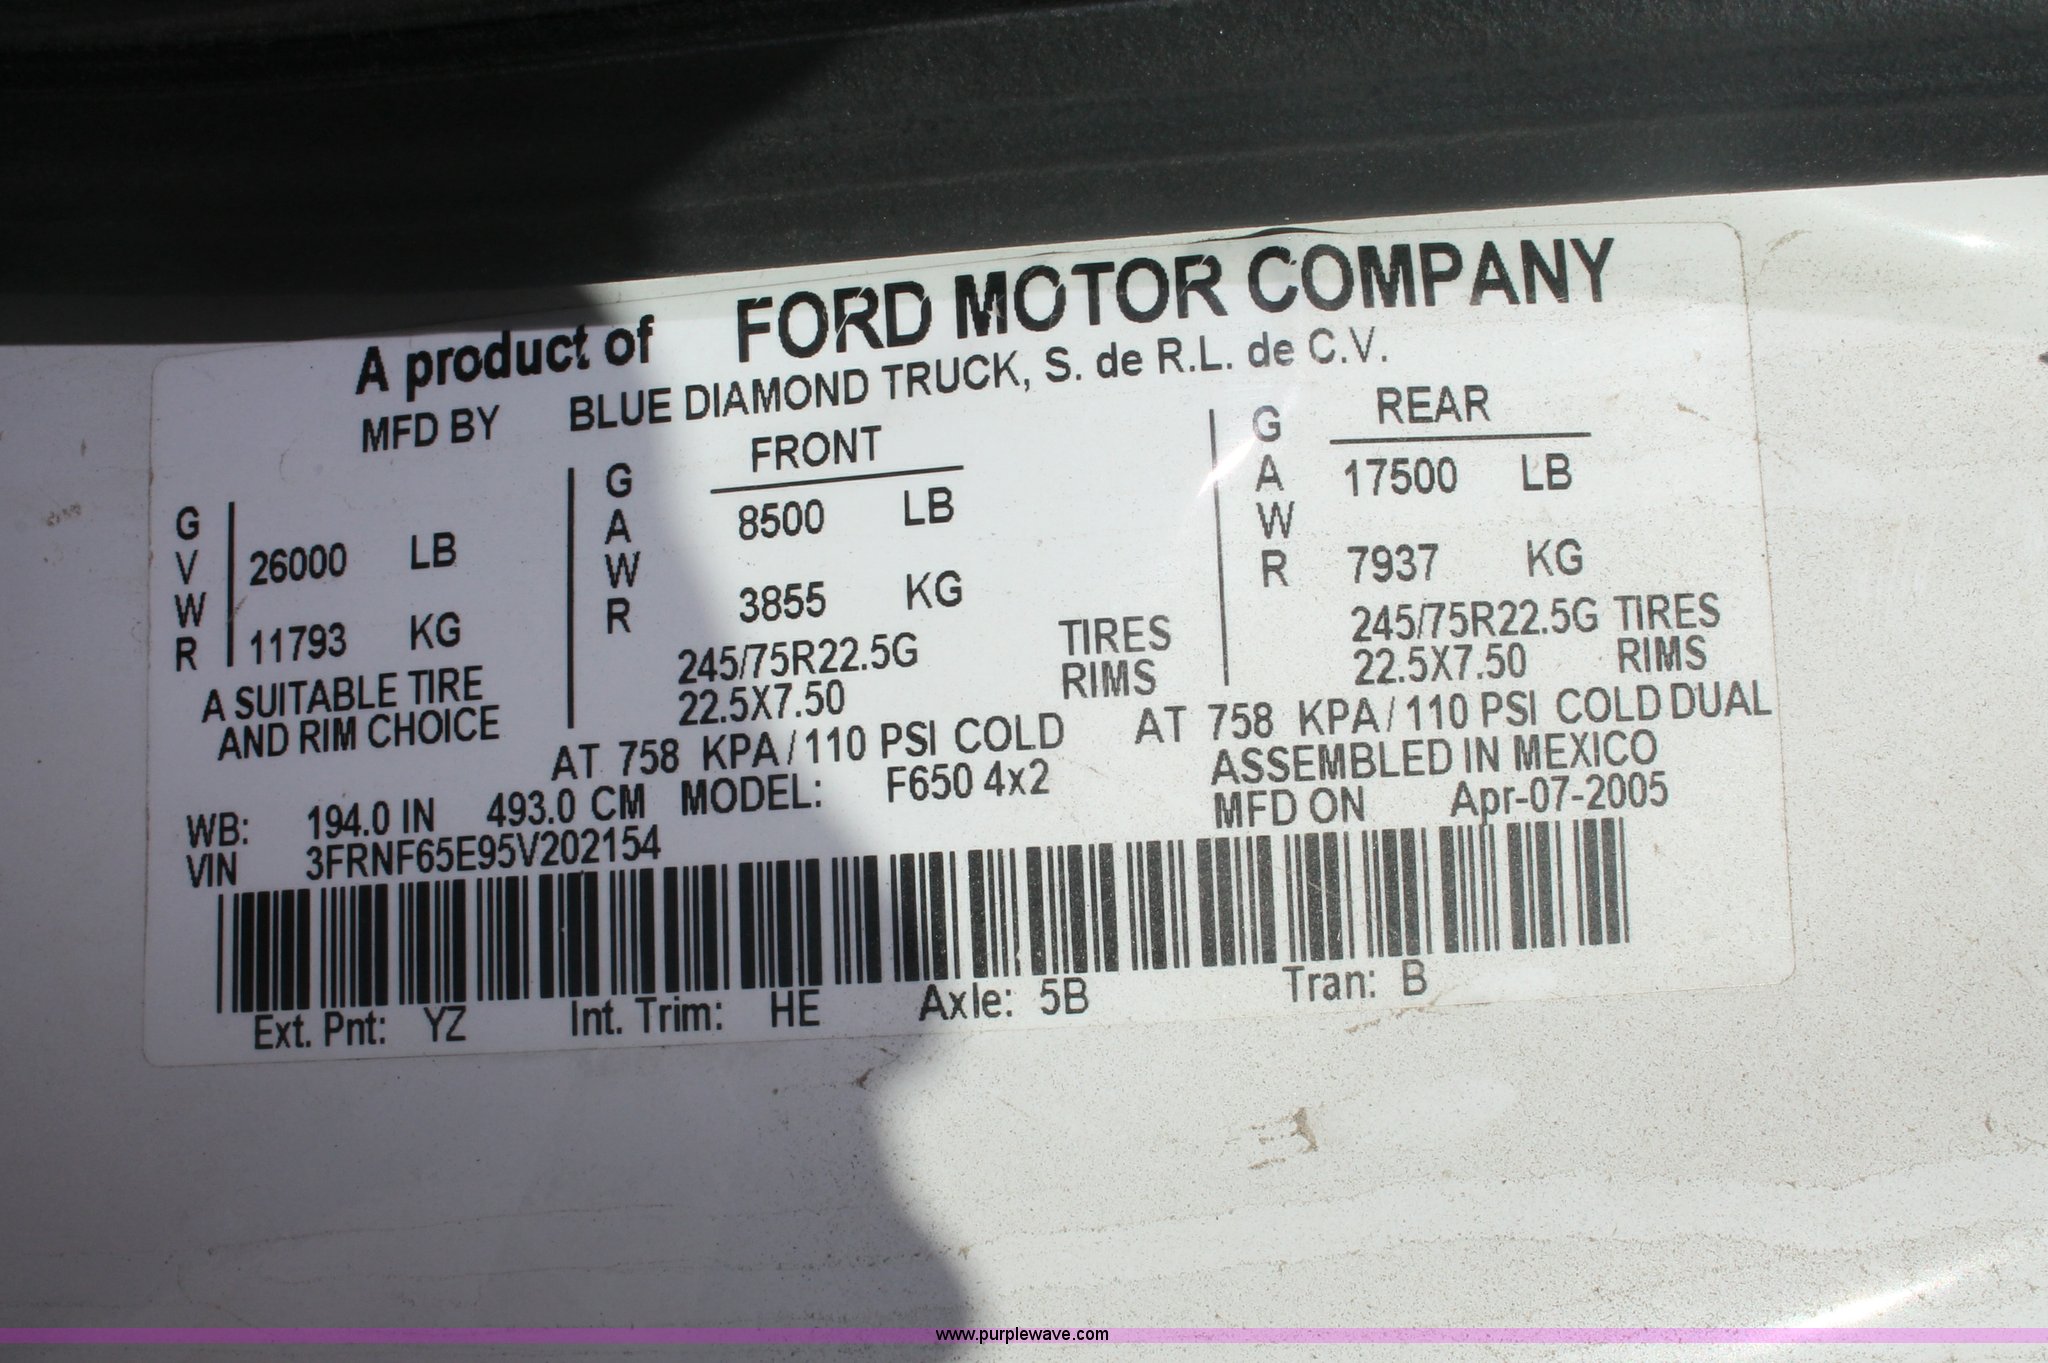 A product of FORD MOTOR COMPANY
MFD BY BLUE DIAMOND TRUCK, S. de R.L. de C.V.
FRONT REAR
GVWR 26000 LB GAWR 8500 LB GAWR 17500 LB
11793 KG 3855 KG 7937 KG
A SUITABLE TIRE 245/75R22.5G TIRES 245/75R22.5G TIRES
AND RIM CHOICE 22.5X7.50 RIMS 22.5X7.50 RIMS
AT 758 KPA/110 PSI COLD AT 758 KPA/110 PSI COLD DUAL
WB: 194.0 IN 493.0 CM MODEL: F650 4x2 ASSEMBLED IN MEXICO
VIN 3FRNF65E95V202154 MFD ON Apr-07-2005
Ext. Pnt: YZ Int. Trim: HE Axle: 5B Tran: B
www.purplewave.com